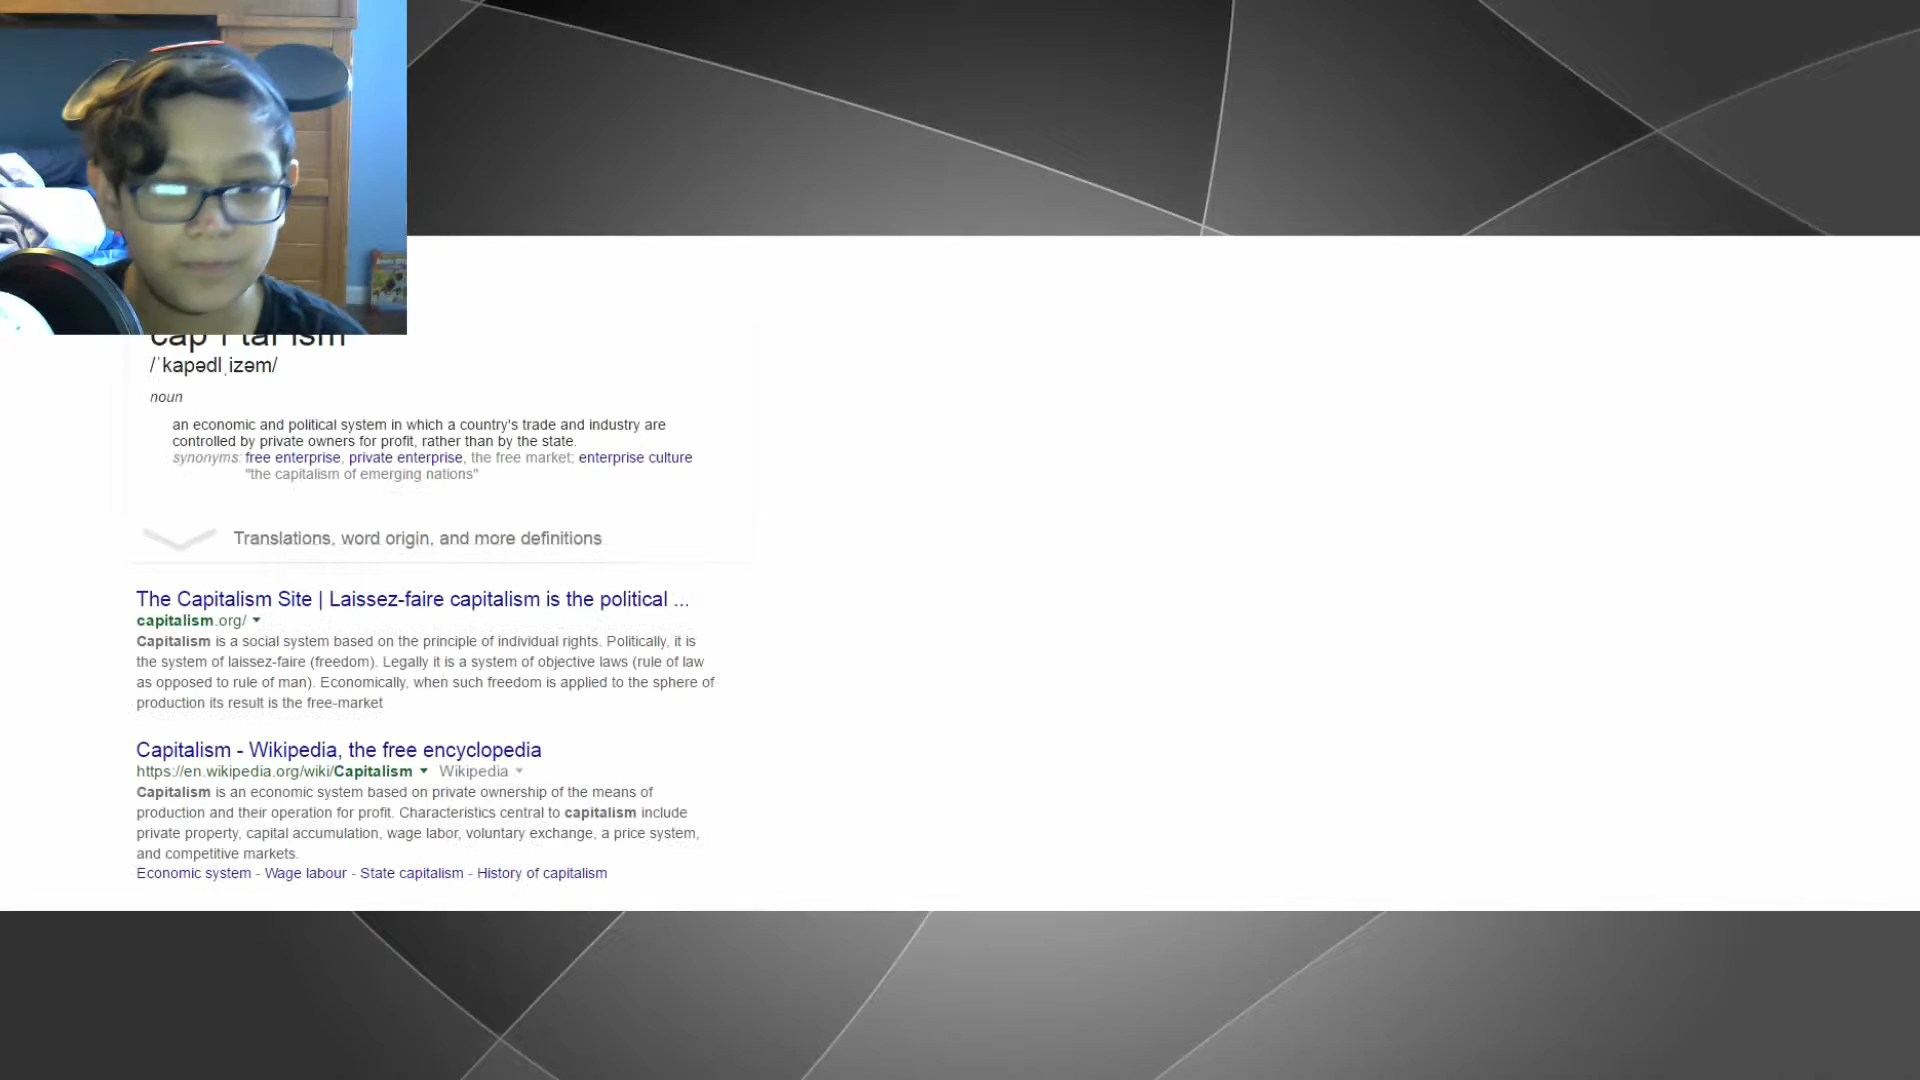 cap·i·tal·ism
/ˈkapədlˌizəm/
noun
an economic and political system in which a country's trade and industry are
controlled by private owners for profit, rather than by the state.
synonyms: free enterprise, private enterprise, the free market; enterprise culture
"the capitalism of emerging nations"
Translations, word origin, and more definitions
The Capitalism Site | Laissez-faire capitalism is the political ...
capitalism.org/
Capitalism is a social system based on the principle of individual rights. Politically, it is
the system of laissez-faire (freedom). Legally it is a system of objective laws (rule of law
as opposed to rule of man). Economically, when such freedom is applied to the sphere of
production its result is the free-market
Capitalism - Wikipedia, the free encyclopedia
https://en.wikipedia.org/wiki/Capitalism Wikipedia
Capitalism is an economic system based on private ownership of the means of
production and their operation for profit. Characteristics central to capitalism include
private property, capital accumulation, wage labor, voluntary exchange, a price system,
and competitive markets.
Economic system - Wage labour - State capitalism - History of capitalism